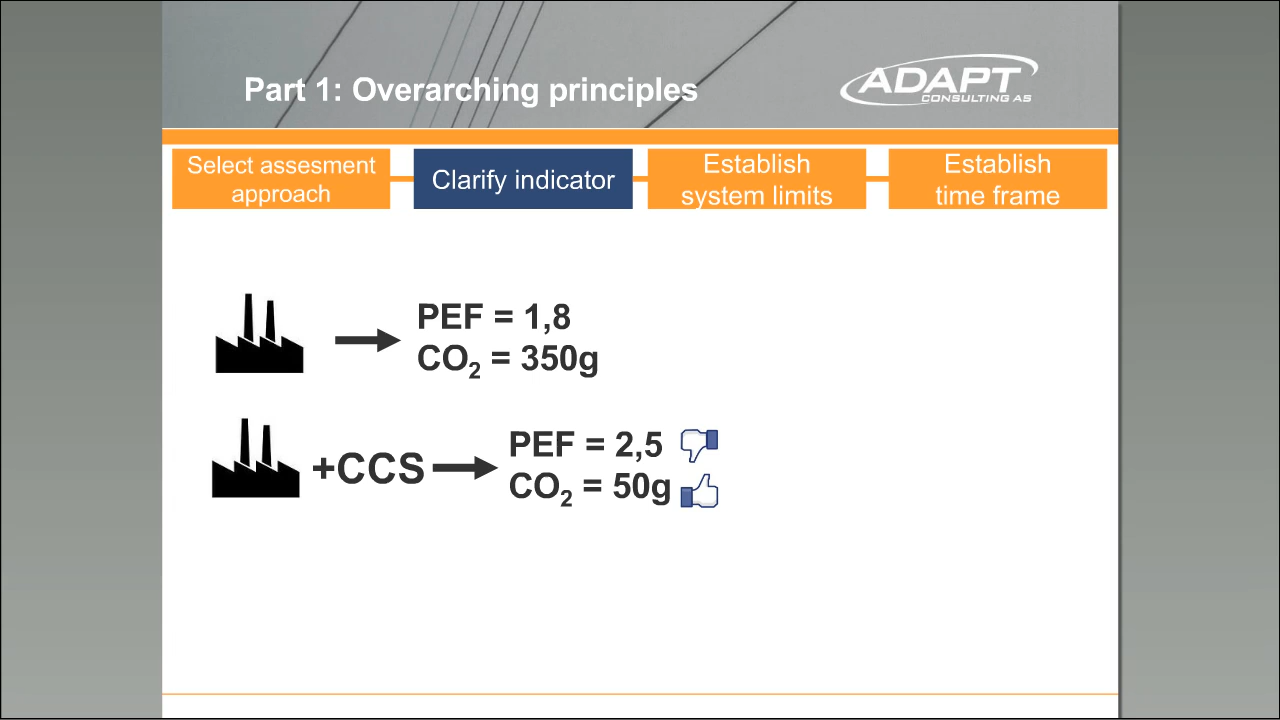 Part 1: Overarching principles
ADAPT
CONSULTING AS
Select assesment
approach
Clarify indicator
Establish
system limits
Establish
time frame
PEF = 1,8
CO₂ = 350g
+CCS
PEF = 2,5
CO₂ = 50g